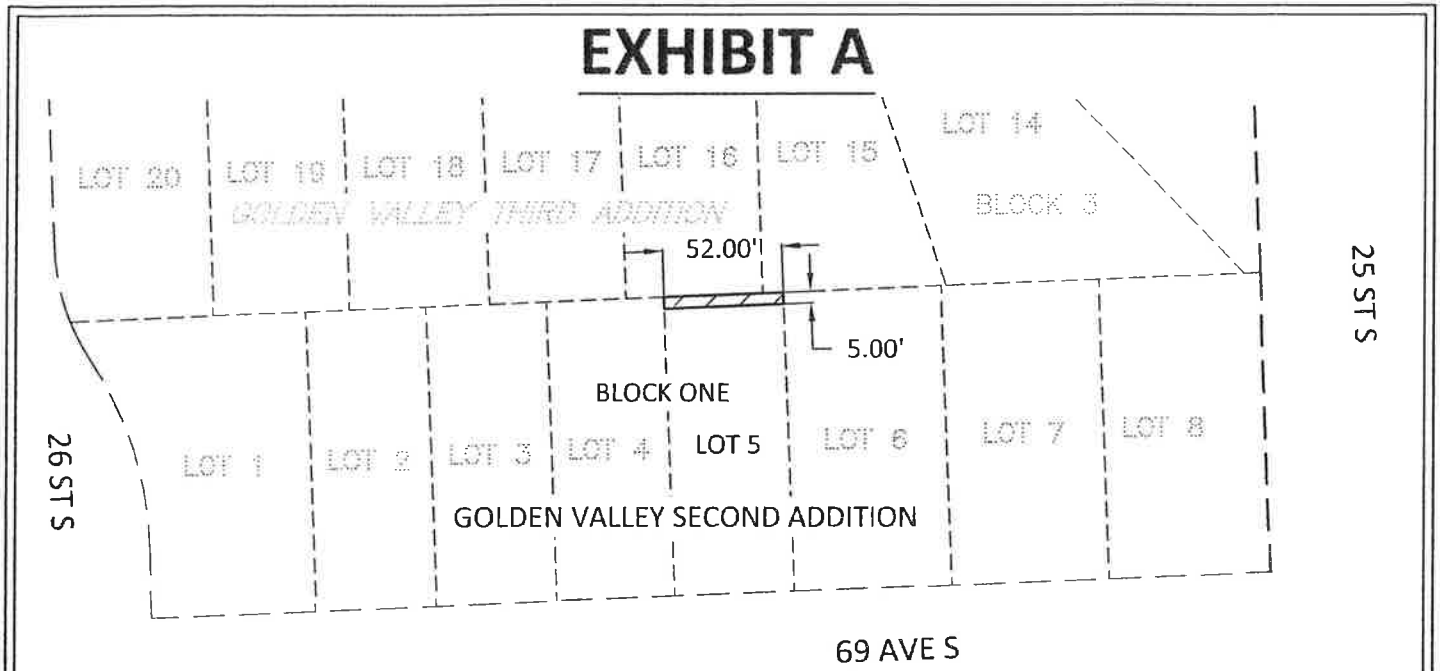 EXHIBIT A
LOT 20
LOT 19
LOT 18
LOT 17
LOT 16
LOT 15
LOT 14
GOLDEN VALLEY THIRD ADDITION
BLOCK 3
52.00'
25 ST S
5.00'
BLOCK ONE
26 ST S
LOT 1
LOT 2
LOT 3
LOT 4
LOT 5
LOT 6
LOT 7
LOT 8
GOLDEN VALLEY SECOND ADDITION
69 AVE S